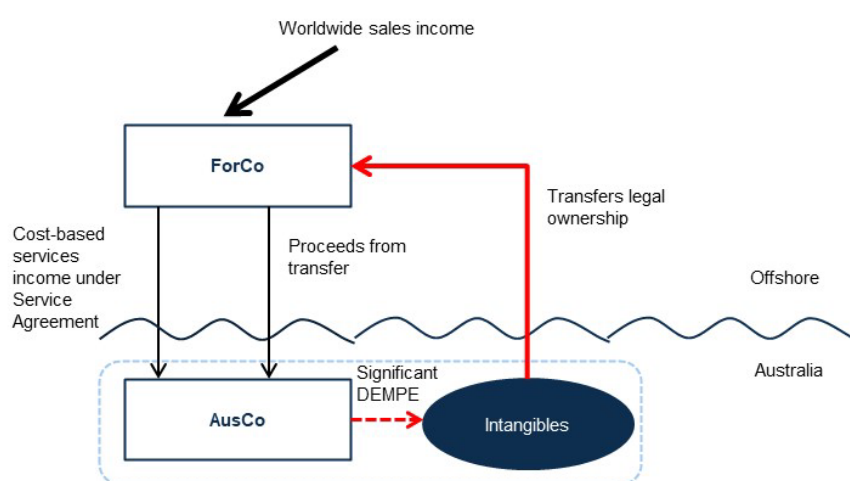 Worldwide sales income
ForCo
Transfers legal
ownership
Cost-based
services
income under
Service
Agreement
Proceeds from
transfer
Offshore
Australia
Significant
DEMPE
AusCo
Intangibles